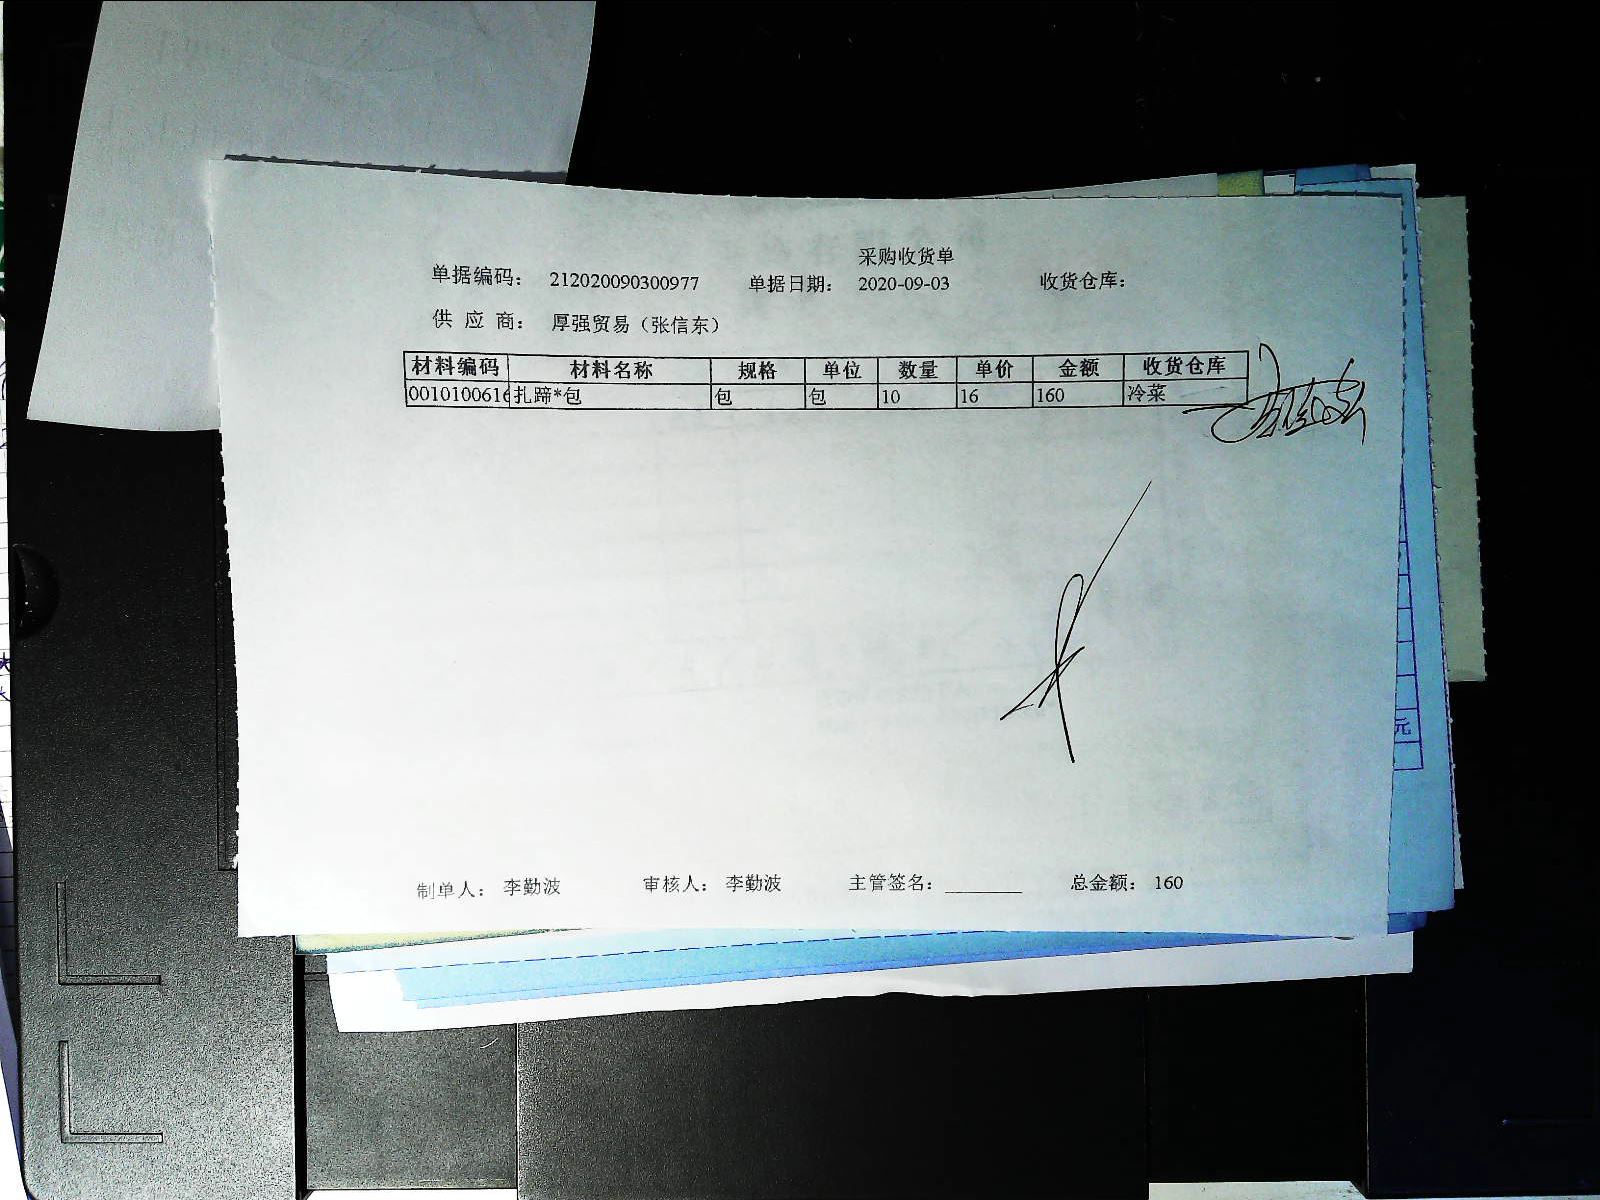 采购收货单
单据编码： 212020090300977 单据日期： 2020-09-03 收货仓库：
供 应 商： 厚强贸易（张信东）
材料编码 材料名称 规格 单位 数量 单价 金额 收货仓库
0010100616 扎蹄*包 包 包 10 16 160 冷菜
元
制单人： 李勤波 审核人： 李勤波 主管签名： ________ 总金额： 160